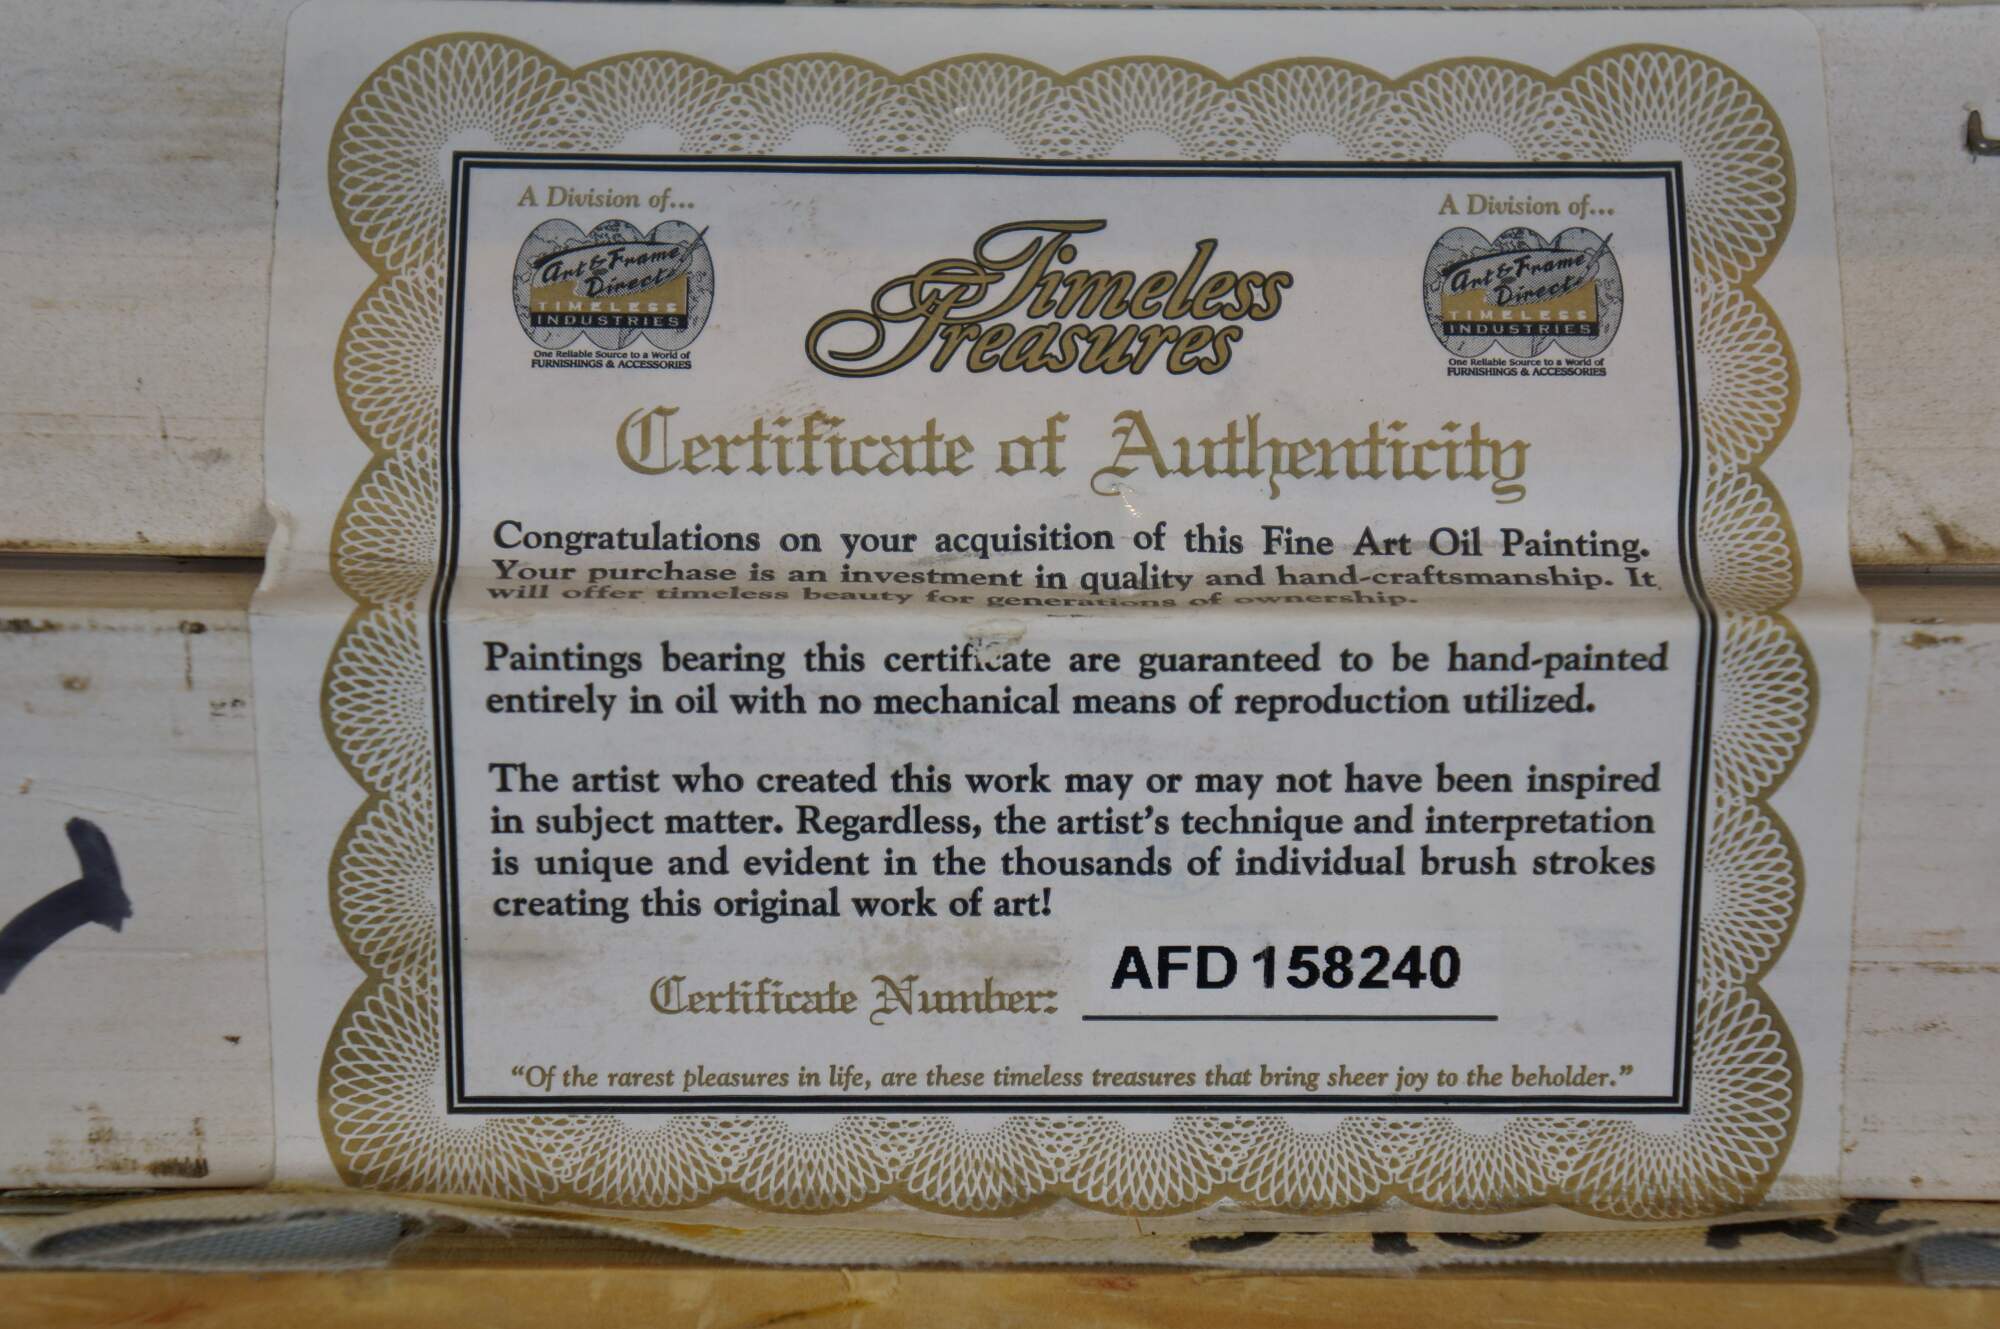 A Division of...
Art & Frame
Direct
TIMELESS
INDUSTRIES
One Reliable Source to a World of
FURNISHINGS & ACCESSORIES
Timeless
Treasures
A Division of...
Art & Frame
Direct
TIMELESS
INDUSTRIES
One Reliable Source to a World of
FURNISHINGS & ACCESSORIES
Certificate of Authenticity
Congratulations on your acquisition of this Fine Art Oil Painting.
Your purchase is an investment in quality and hand-craftsmanship. It
will offer timeless beauty for generations of ownership.
Paintings bearing this certificate are guaranteed to be hand-painted
entirely in oil with no mechanical means of reproduction utilized.
The artist who created this work may or may not have been inspired
in subject matter. Regardless, the artist's technique and interpretation
is unique and evident in the thousands of individual brush strokes
creating this original work of art!
Certificate Number: AFD 158240
"Of the rarest pleasures in life, are these timeless treasures that bring sheer joy to the beholder."